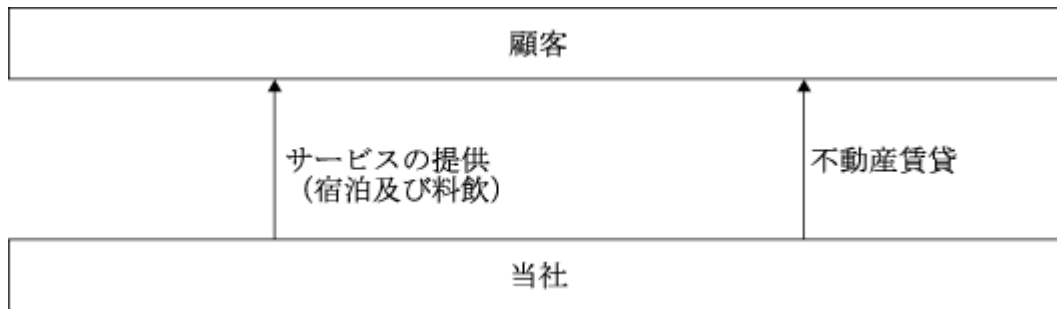 顧客
サービスの提供
（宿泊及び料飲）
不動産賃貸
当社